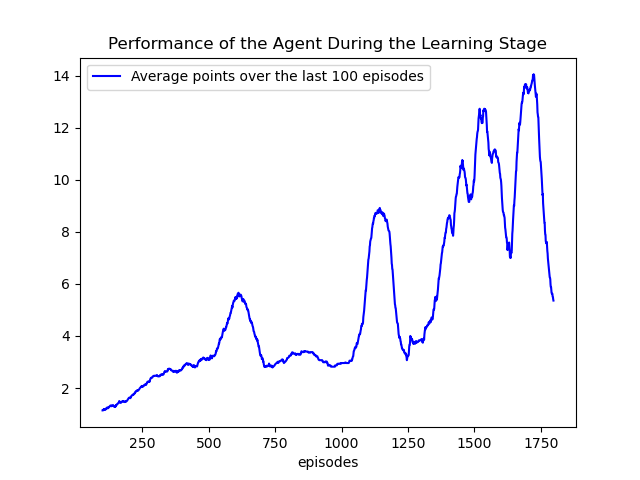 Performance of the Agent During the Learning Stage
Average points over the last 100 episodes
14
12
10
8
6
4
2
250 500 750 1000 1250 1500 1750
episodes